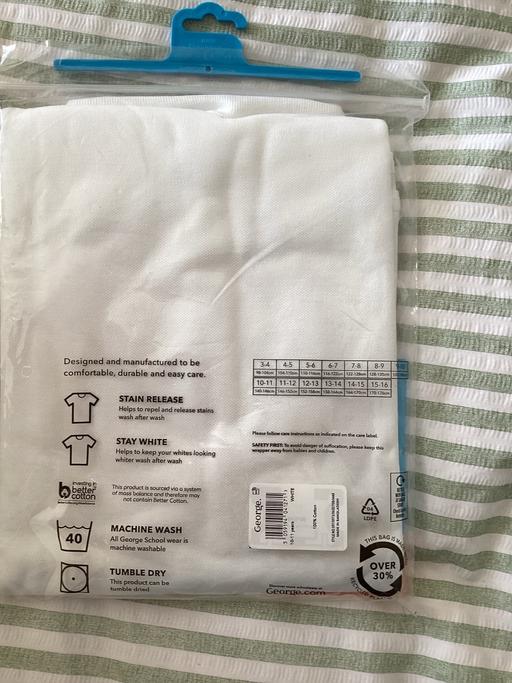 Designed and manufactured to be
comfortable, durable and easy care.
STAIN RELEASE
Helps to repel and release stains
wash after wash
STAY WHITE
Helps to keep your whites looking
whiter wash after wash
investing in
better
cotton
This product is sourced via a system
of mass balance and therefore may
not contain Better Cotton.
40
MACHINE WASH
All George School wear is
machine washable
TUMBLE DRY
This product can be
tumble dried
3-4 4-5 5-6 6-7 7-8 8-9
10-11 11-12 12-13 13-14 14-15 15-16
Please follow care instructions as indicated on the care label.
SAFETY FIRST: To avoid danger of suffocation, please keep this
wrapper away from babies and children.
George.
10-11 years
WHITE
100% Cotton
MADE IN BANGLADESH
04
LDPE
THIS BAG IS MADE
OVER
30%
George.com